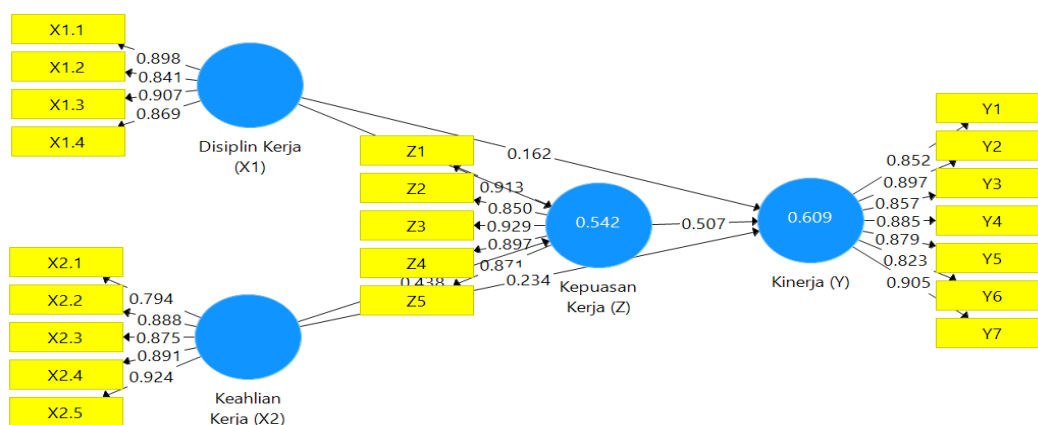 X1.1
X1.2
X1.3
X1.4
0.898
0.841
0.907
0.869
Disiplin Kerja
(X1)
X2.1
X2.2
X2.3
X2.4
X2.5
0.794
0.888
0.875
0.891
0.924
Keahlian
Kerja (X2)
Z1
Z2
Z3
Z4
Z5
0.913
0.850
0.929
0.897
0.871
0.438
0.542
Kepuasan
Kerja (Z)
0.162
0.507
0.234
0.609
Kinerja (Y)
0.852
0.897
0.857
0.885
0.879
0.823
0.905
Y1
Y2
Y3
Y4
Y5
Y6
Y7